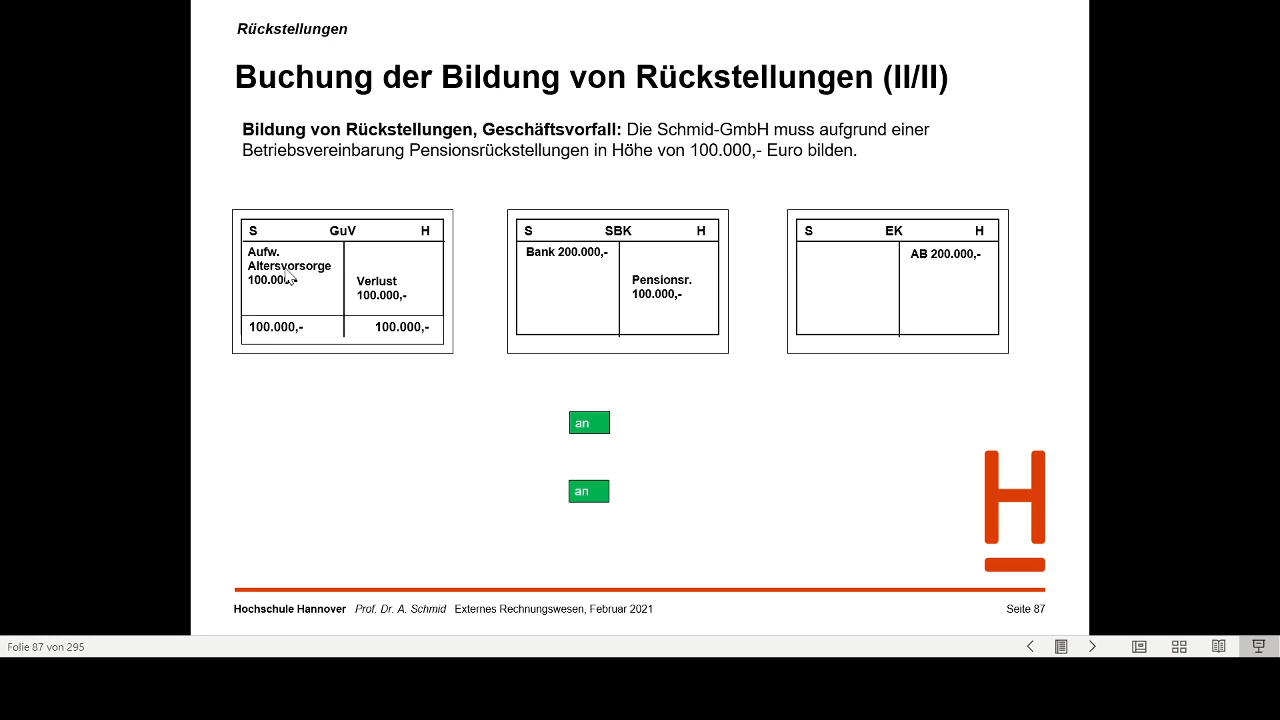 Rückstellungen
Buchung der Bildung von Rückstellungen (II/II)
Bildung von Rückstellungen, Geschäftsvorfall: Die Schmid-GmbH muss aufgrund einer
Betriebsvereinbarung Pensionsrückstellungen in Höhe von 100.000,- Euro bilden.
S GuV H
Aufw.
Altersvorsorge
100.000,-
Verlust
100.000,-
100.000,- 100.000,-
S SBK H
Bank 200.000,-
Pensionsr.
100.000,-
S EK H
AB 200.000,-
an
an
H
Hochschule Hannover Prof. Dr. A. Schmid Externes Rechnungswesen, Februar 2021 Seite 87
Folie 87 von 295